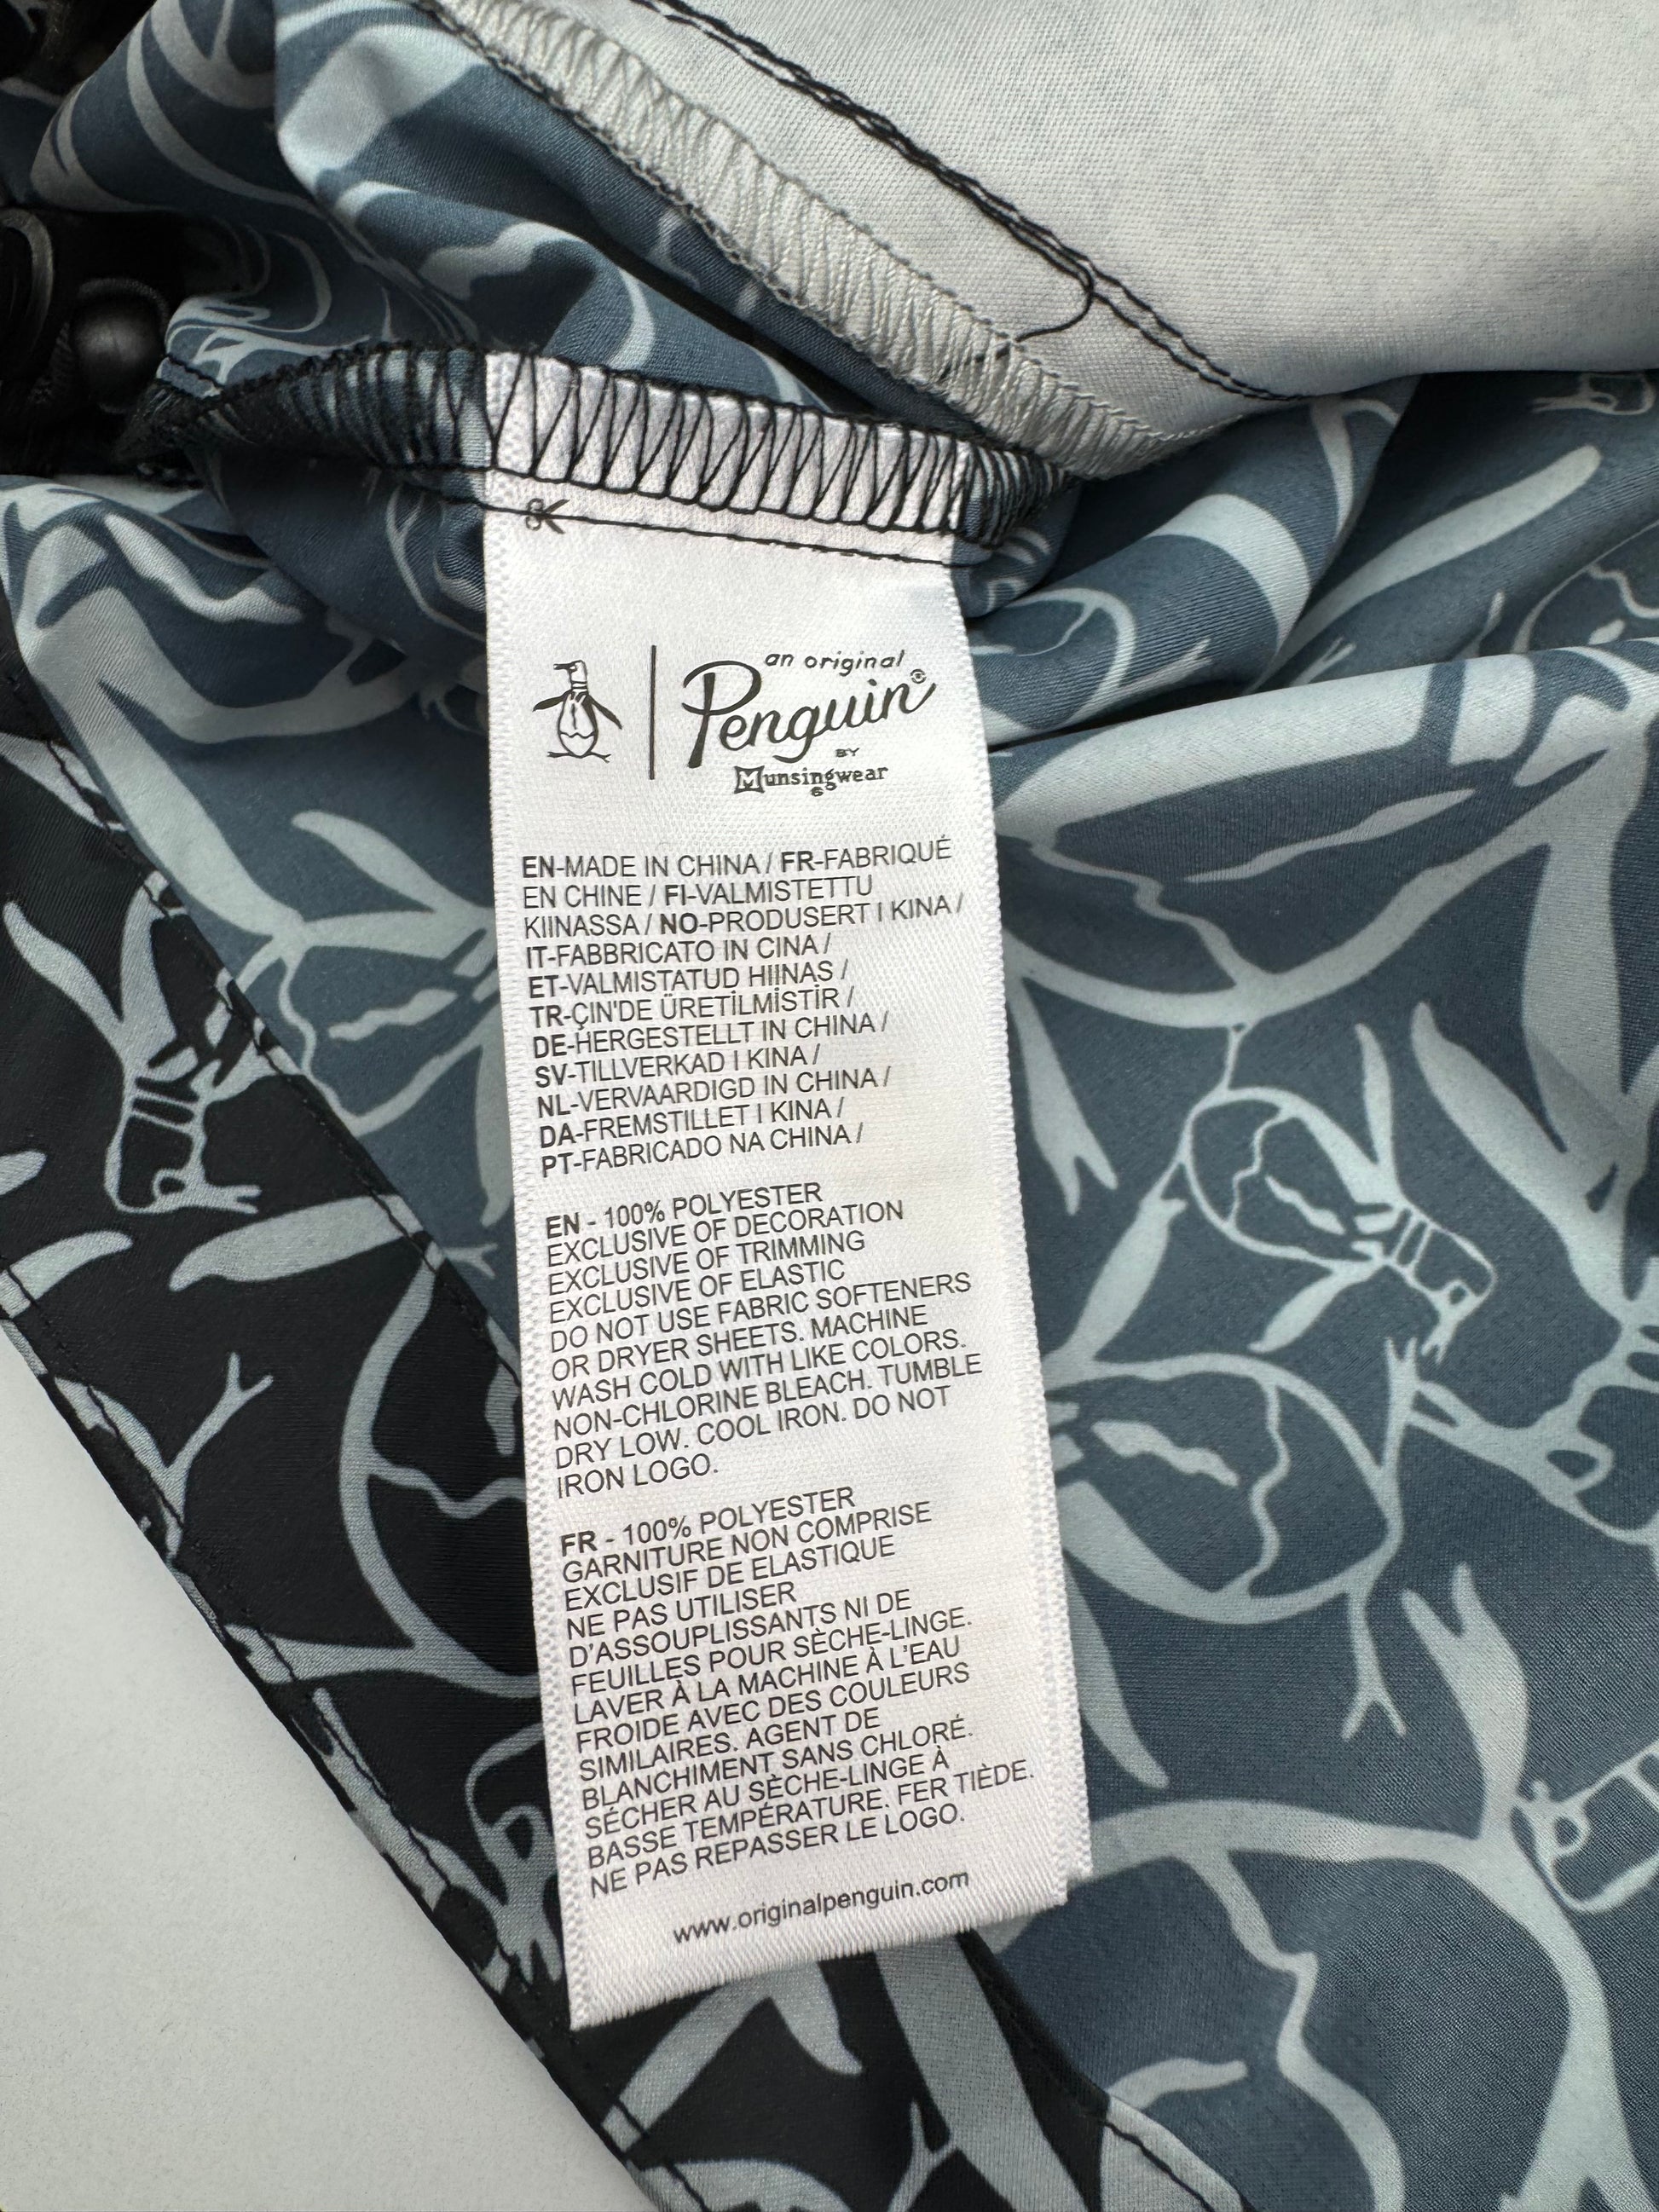 an original
Penguin®
BY
Munsingwear
®
EN-MADE IN CHINA / FR-FABRIQUÉ
EN CHINE / FI-VALMISTETTU
KIINASSA / NO-PRODUSERT I KINA /
IT-FABBRICATO IN CINA /
ET-VALMISTATUD HIINAS /
TR-ÇIN'DE ÜRETİLMİSTİR /
DE-HERGESTELLT IN CHINA /
SV-TILLVERKAD I KINA /
NL-VERVAARDIGD IN CHINA /
DA-FREMSTILLET I KINA /
PT-FABRICADO NA CHINA /
EN - 100% POLYESTER
EXCLUSIVE OF DECORATION
EXCLUSIVE OF TRIMMING
EXCLUSIVE OF ELASTIC
DO NOT USE FABRIC SOFTENERS
OR DRYER SHEETS. MACHINE
WASH COLD WITH LIKE COLORS.
NON-CHLORINE BLEACH. TUMBLE
DRY LOW. COOL IRON. DO NOT
IRON LOGO.
FR - 100% POLYESTER
GARNITURE NON COMPRISE
EXCLUSIF DE ELASTIQUE
NE PAS UTILISER
D'ASSOUPLISSANTS NI DE
FEUILLES POUR SÈCHE-LINGE.
LAVER À LA MACHINE À L'EAU
FROIDE AVEC DES COULEURS
SIMILAIRES. AGENT DE
BLANCHIMENT SANS CHLORÉ.
SÉCHER AU SÈCHE-LINGE À
BASSE TEMPÉRATURE. FER TIÈDE.
NE PAS REPASSER LE LOGO.
www.originalpenguin.com